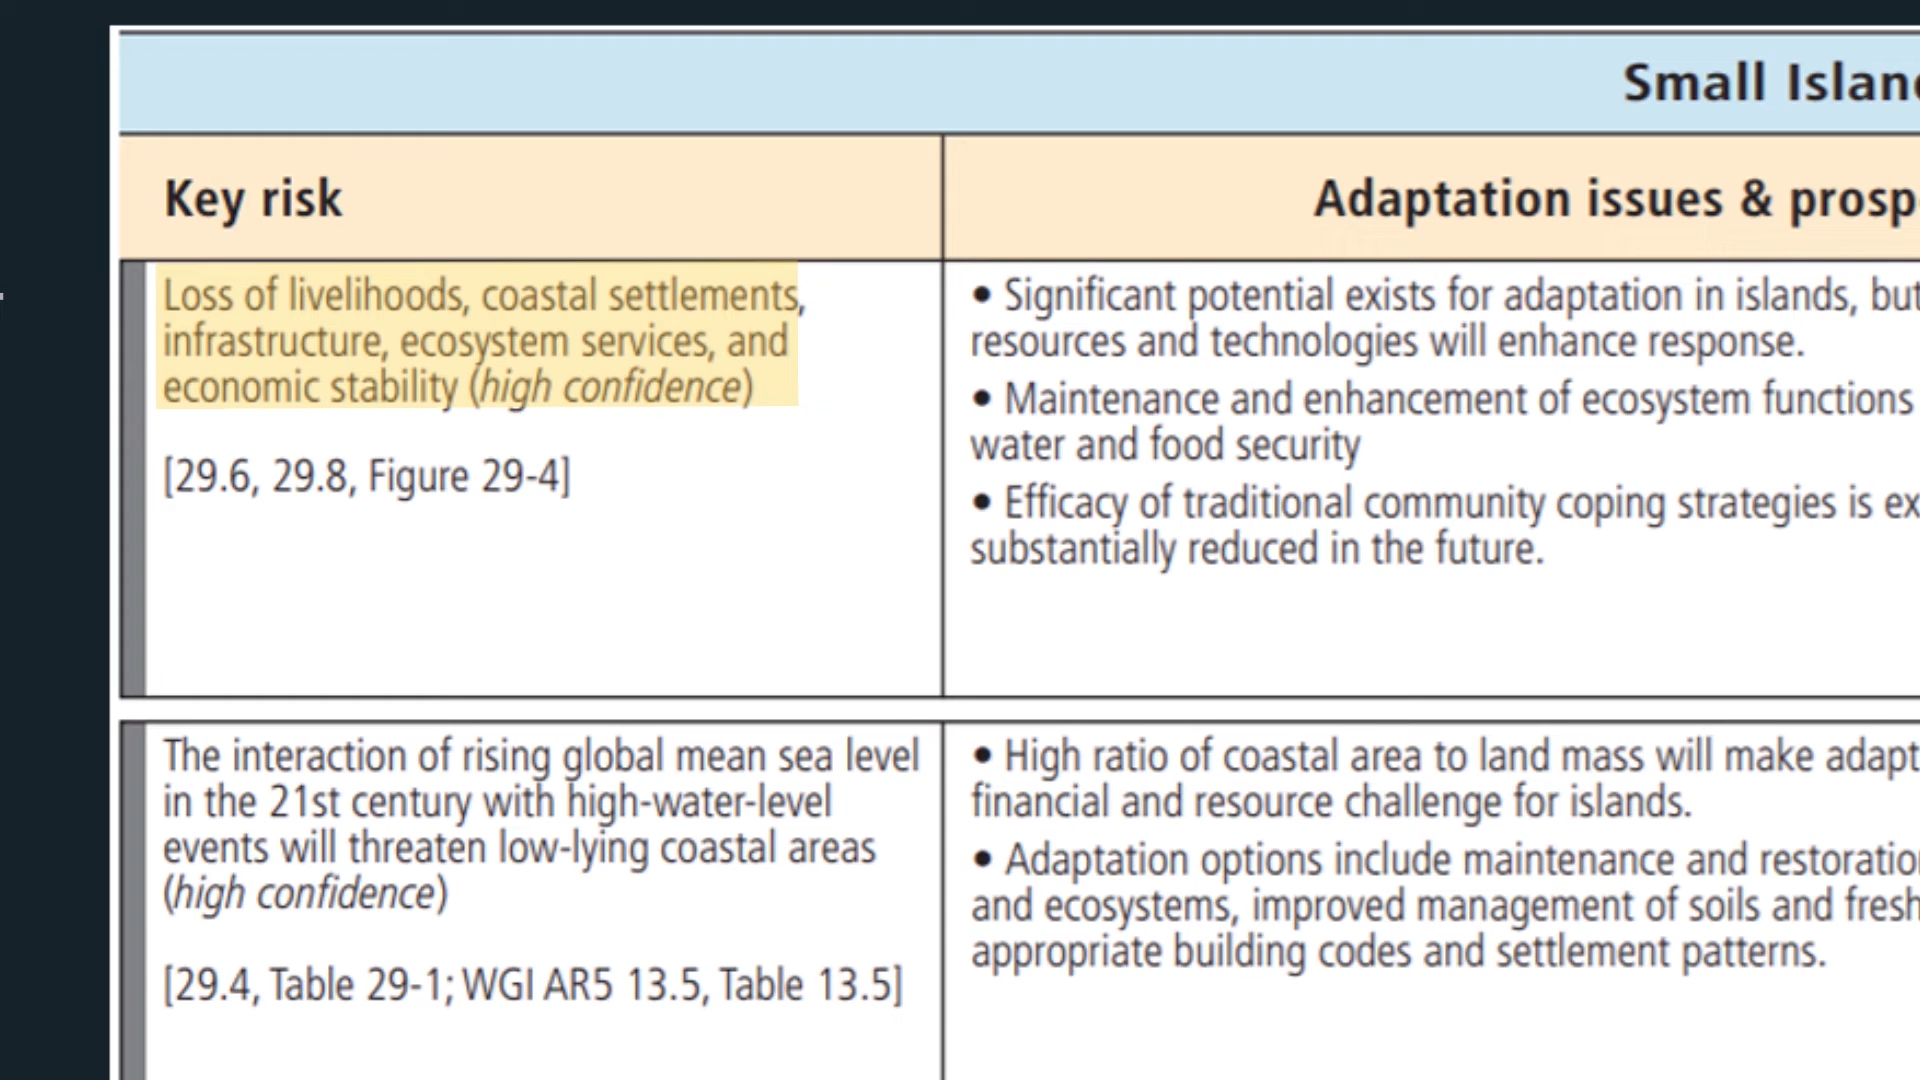 Small Islan
Key risk
Adaptation issues & prosp
Loss of livelihoods, coastal settlements,
infrastructure, ecosystem services, and
economic stability (high confidence)
[29.6, 29.8, Figure 29-4]
• Significant potential exists for adaptation in islands, but
resources and technologies will enhance response.
• Maintenance and enhancement of ecosystem functions
water and food security
• Efficacy of traditional community coping strategies is ex
substantially reduced in the future.
The interaction of rising global mean sea level
in the 21st century with high-water-level
events will threaten low-lying coastal areas
(high confidence)
[29.4, Table 29-1; WGI AR5 13.5, Table 13.5]
• High ratio of coastal area to land mass will make adapt
financial and resource challenge for islands.
• Adaptation options include maintenance and restoratio
and ecosystems, improved management of soils and fresh
appropriate building codes and settlement patterns.